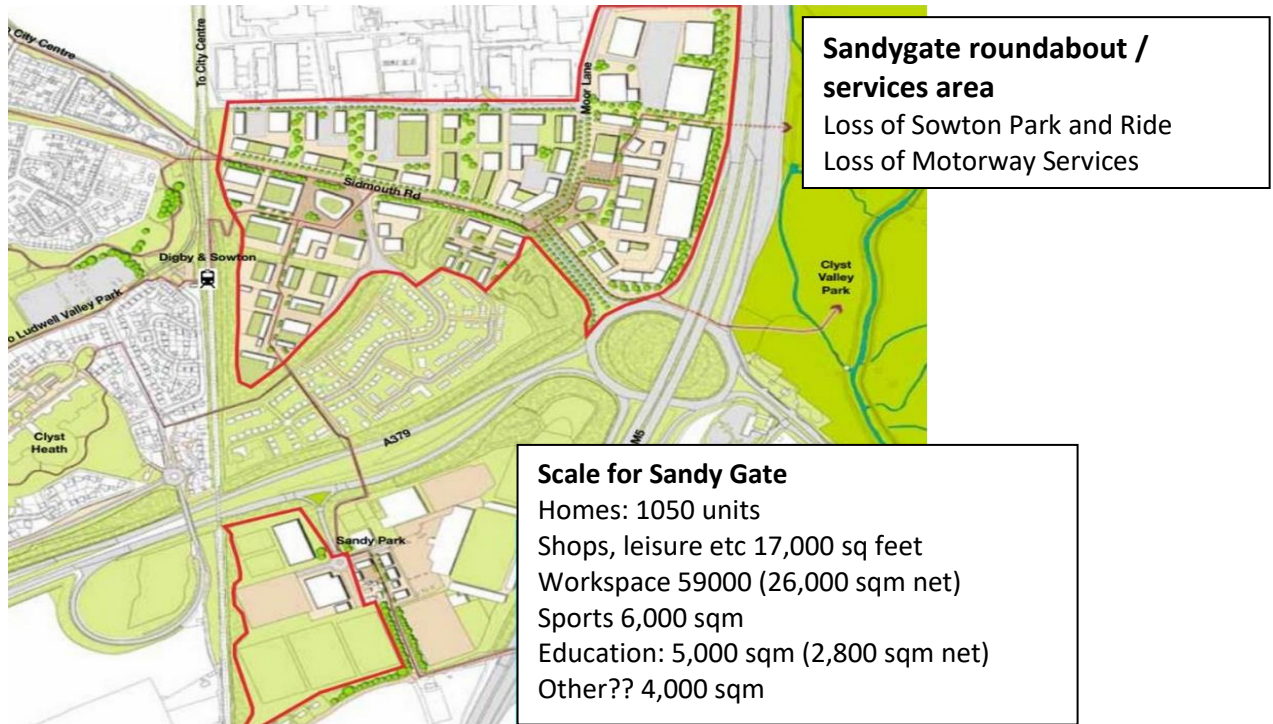 City Centre
To City Centre
Moor Lane
Sidmouth Rd
Digby & Sowton
Ludwell Valley Park
Clyst
Valley
Park
Clyst
Heath
A379
M5
Sandy Park
Sandygate roundabout /
services area
Loss of Sowton Park and Ride
Loss of Motorway Services
Scale for Sandy Gate
Homes: 1050 units
Shops, leisure etc 17,000 sq feet
Workspace 59000 (26,000 sqm net)
Sports 6,000 sqm
Education: 5,000 sqm (2,800 sqm net)
Other?? 4,000 sqm